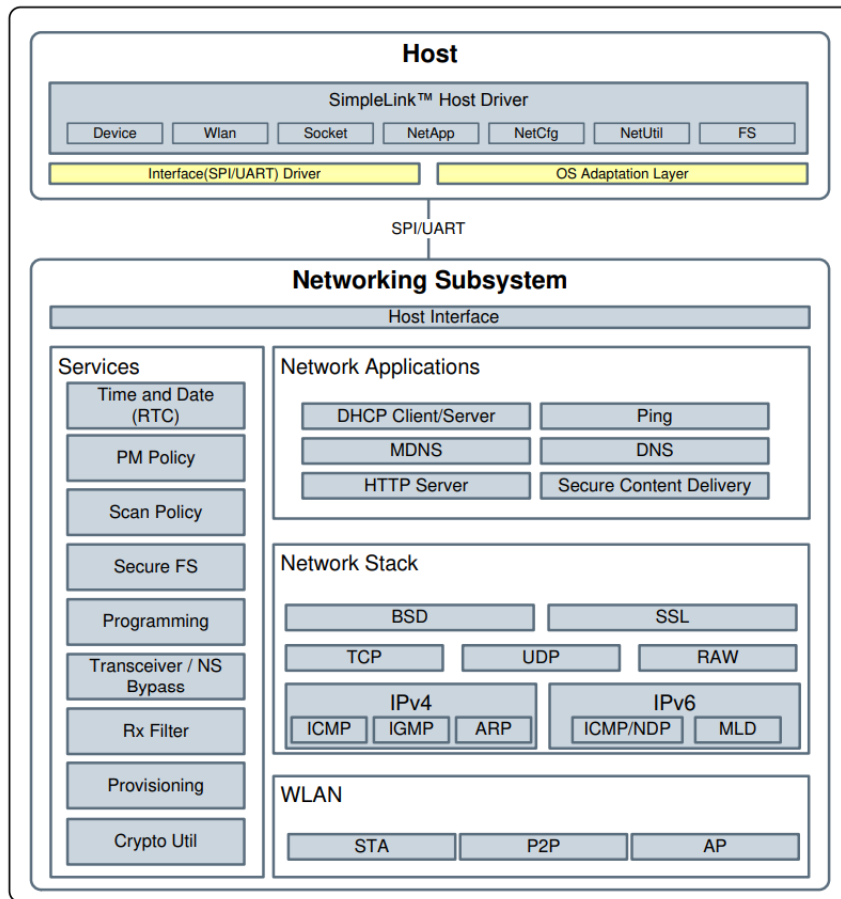 Host
SimpleLink™ Host Driver
Device
Wlan
Socket
NetApp
NetCfg
NetUtil
FS
Interface(SPI/UART) Driver
OS Adaptation Layer
SPI/UART
Networking Subsystem
Host Interface
Services
Time and Date
(RTC)
PM Policy
Scan Policy
Secure FS
Programming
Transceiver / NS
Bypass
Rx Filter
Provisioning
Crypto Util
Network Applications
DHCP Client/Server
Ping
MDNS
DNS
HTTP Server
Secure Content Delivery
Network Stack
BSD
SSL
TCP
UDP
RAW
IPv4
ICMP
IGMP
ARP
IPv6
ICMP/NDP
MLD
WLAN
STA
P2P
AP